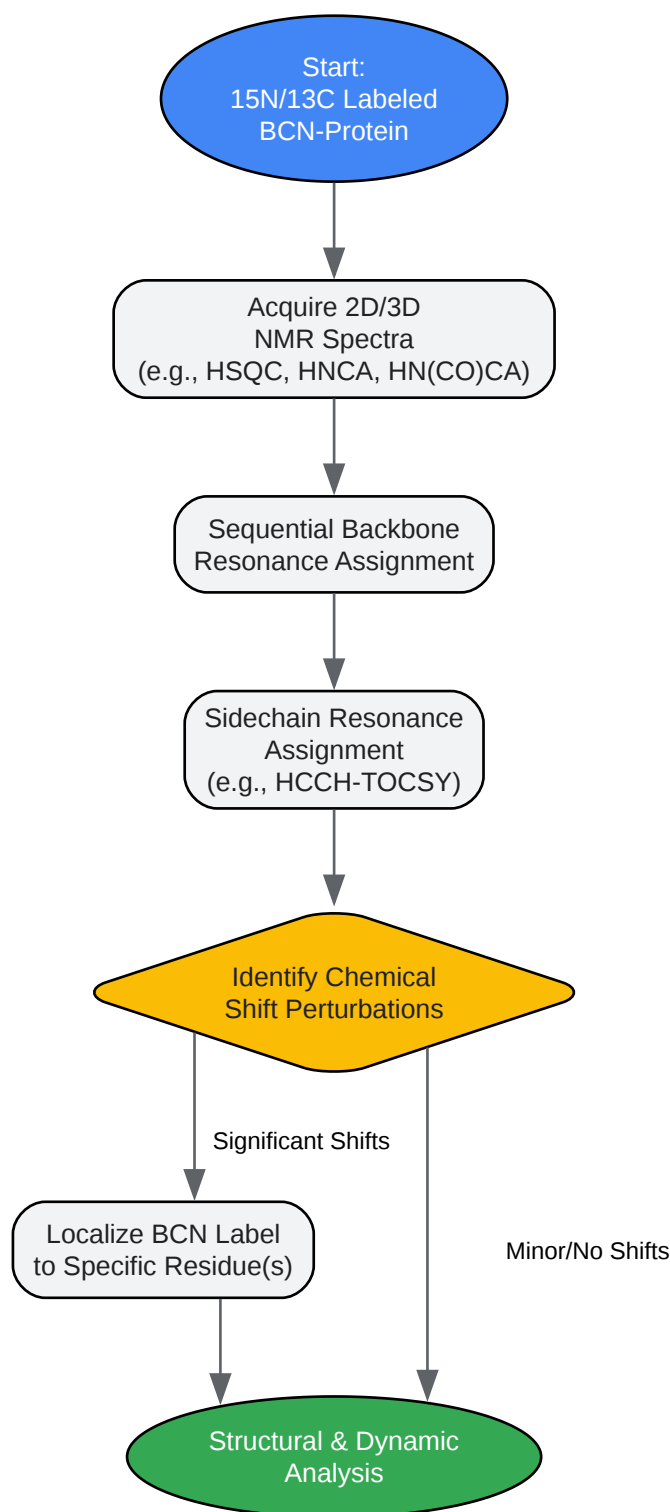 Start:
15N/13C Labeled
BCN-Protein
Acquire 2D/3D
NMR Spectra
(e.g., HSQC, HNCA, HN(CO)CA)
Sequential Backbone
Resonance Assignment
Sidechain Resonance
Assignment
(e.g., HCCH-TOCSY)
Identify Chemical
Shift Perturbations
Significant Shifts
Localize BCN Label
to Specific Residue(s)
Minor/No Shifts
Structural & Dynamic
Analysis